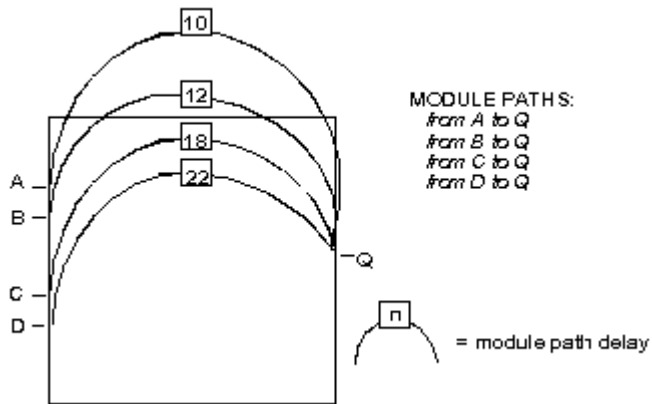 10
12
18
22
A
B
C
D
Q
MODULE PATHS:
from A to Q
from B to Q
from C to Q
from D to Q
n
= module path delay